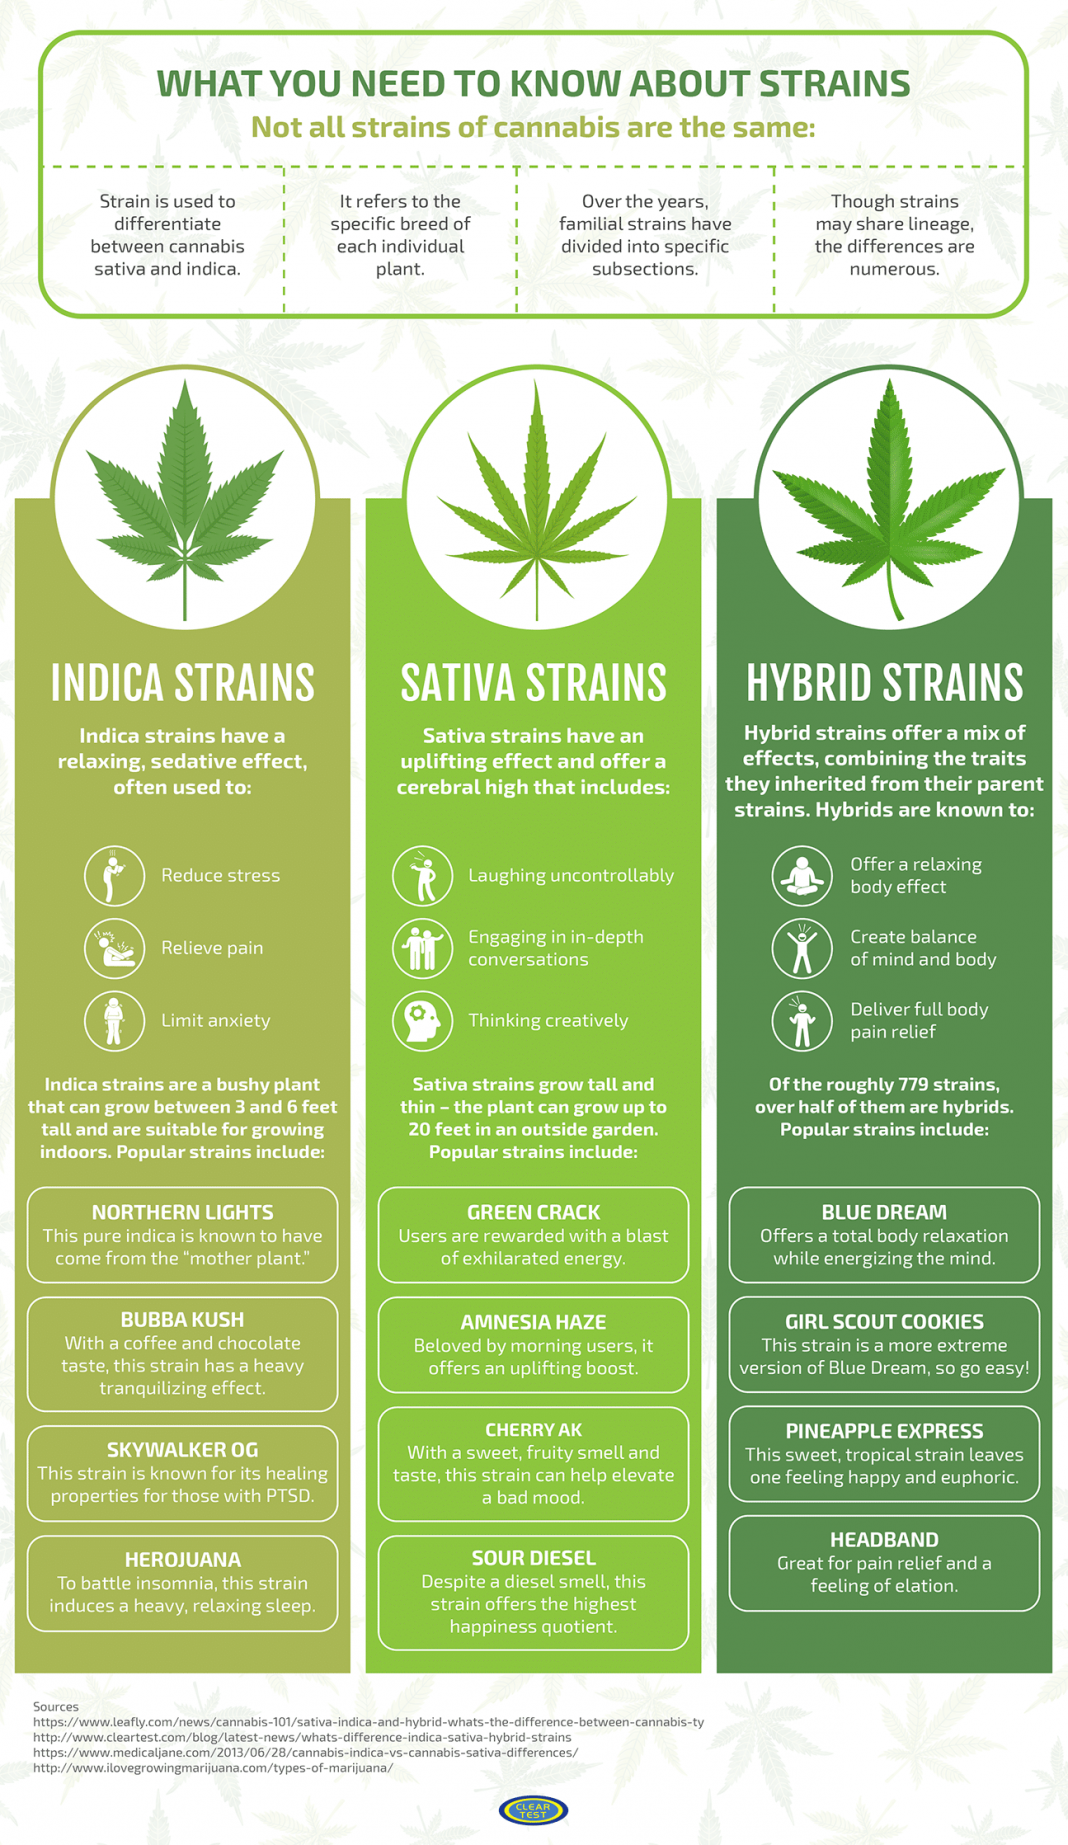 WHAT YOU NEED TO KNOW ABOUT STRAINS
Not all strains of cannabis are the same:
Strain is used to
differentiate
between cannabis
sativa and indica.
It refers to the
specific breed of
each individual
plant.
Over the years,
familial strains have
divided into specific
subsections.
Though strains
may share lineage,
the differences are
numerous.
INDICA STRAINS
Indica strains have a
relaxing, sedative effect,
often used to:
Reduce stress
Relieve pain
Limit anxiety
Indica strains are a bushy plant
that can grow between 3 and 6 feet
tall and are suitable for growing
indoors. Popular strains include:
NORTHERN LIGHTS
This pure indica is known to have
come from the “mother plant.”
BUBBA KUSH
With a coffee and chocolate
taste, this strain has a heavy
tranquilizing effect.
SKYWALKER OG
This strain is known for its healing
properties for those with PTSD.
HEROJUANA
To battle insomnia, this strain
induces a heavy, relaxing sleep.
SATIVA STRAINS
Sativa strains have an
uplifting effect and offer a
cerebral high that includes:
Laughing uncontrollably
Engaging in in-depth
conversations
Thinking creatively
Sativa strains grow tall and
thin – the plant can grow up to
20 feet in an outside garden.
Popular strains include:
GREEN CRACK
Users are rewarded with a blast
of exhilarated energy.
AMNESIA HAZE
Beloved by morning users, it
offers an uplifting boost.
CHERRY AK
With a sweet, fruity smell and
taste, this strain can help elevate
a bad mood.
SOUR DIESEL
Despite a diesel smell, this
strain offers the highest
happiness quotient.
HYBRID STRAINS
Hybrid strains offer a mix of
effects, combining the traits
they inherited from their parent
strains. Hybrids are known to:
Offer a relaxing
body effect
Create balance
of mind and body
Deliver full body
pain relief
Of the roughly 779 strains,
over half of them are hybrids.
Popular strains include:
BLUE DREAM
Offers a total body relaxation
while energizing the mind.
GIRL SCOUT COOKIES
This strain is a more extreme
version of Blue Dream, so go easy!
PINEAPPLE EXPRESS
This sweet, tropical strain leaves
one feeling happy and euphoric.
HEADBAND
Great for pain relief and a
feeling of elation.
Sources
https://www.leafly.com/news/cannabis-101/sativa-indica-and-hybrid-whats-the-difference-between-cannabis-ty
http://www.cleartest.com/blog/latest-news/whats-difference-indica-sativa-hybrid-strains
https://www.medicaljane.com/2013/06/28/cannabis-indica-vs-cannabis-sativa-differences/
http://www.ilovegrowingmarijuana.com/types-of-marijuana/
CLEAR
TEST